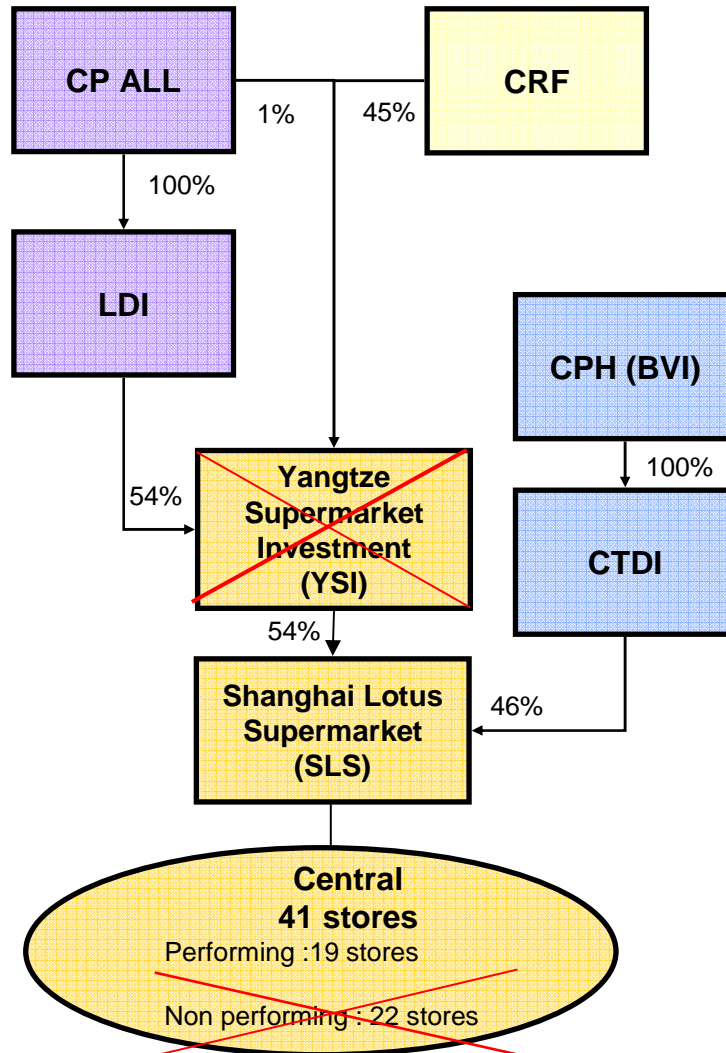 CP ALL
CRF
1%
45%
100%
LDI
CPH (BVI)
100%
54%
Yangtze
Supermarket
Investment
(YSI)
CTDI
54%
Shanghai Lotus
Supermarket
(SLS)
46%
Central
41 stores
Performing :19 stores
Non performing : 22 stores